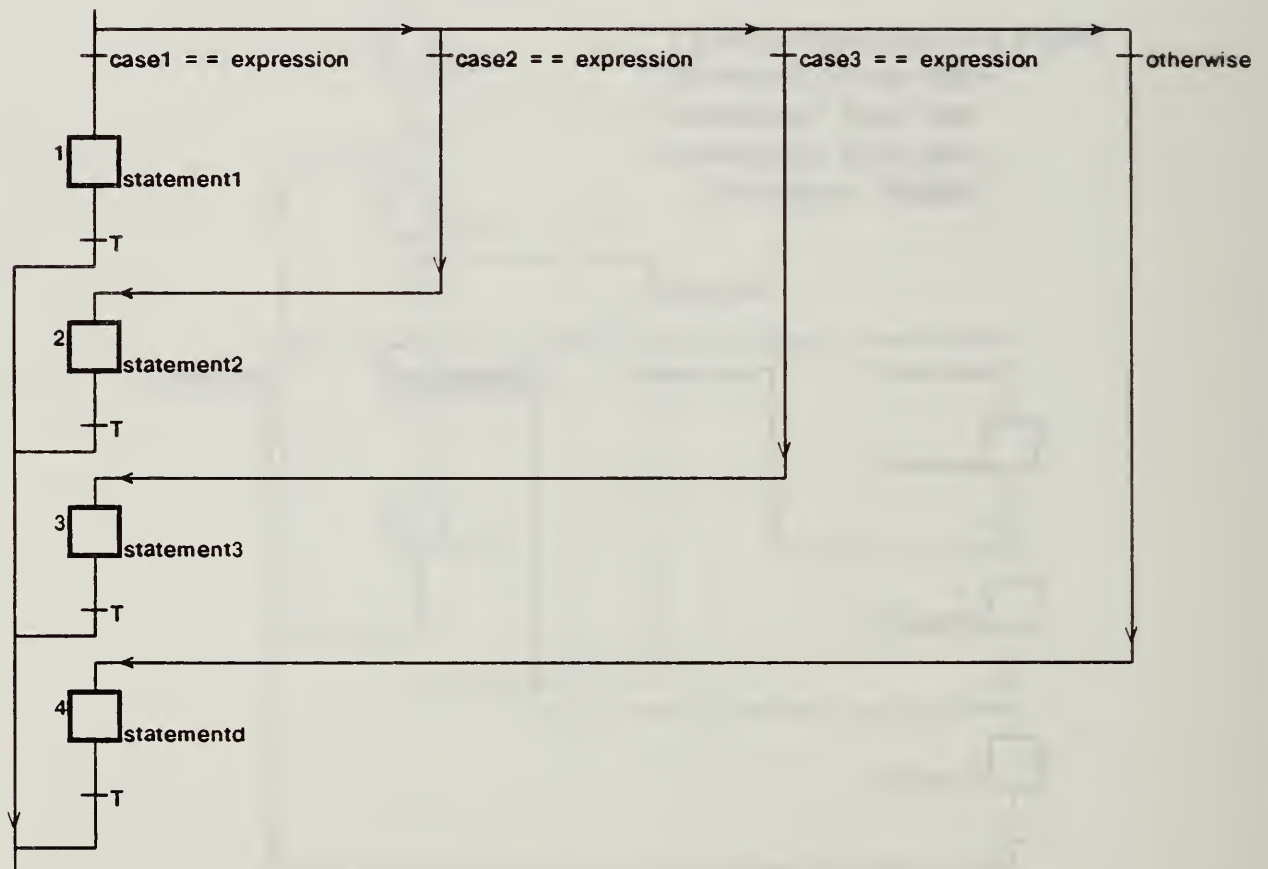 case1 = = expression
case2 = = expression
case3 = = expression
otherwise
1
statement1
T
2
statement2
T
3
statement3
T
4
statementd
T